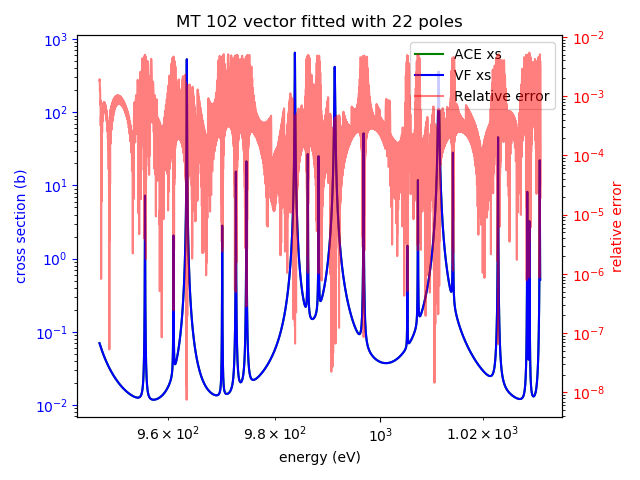 MT 102 vector fitted with 22 poles
ACE xs
VF xs
Relative error
10³
10²
10¹
10⁰
10⁻¹
10⁻²
cross section (b)
10⁻²
10⁻³
10⁻⁴
10⁻⁵
10⁻⁶
10⁻⁷
10⁻⁸
relative error
9.6 × 10² 9.8 × 10² 10³ 1.02 × 10³
energy (eV)